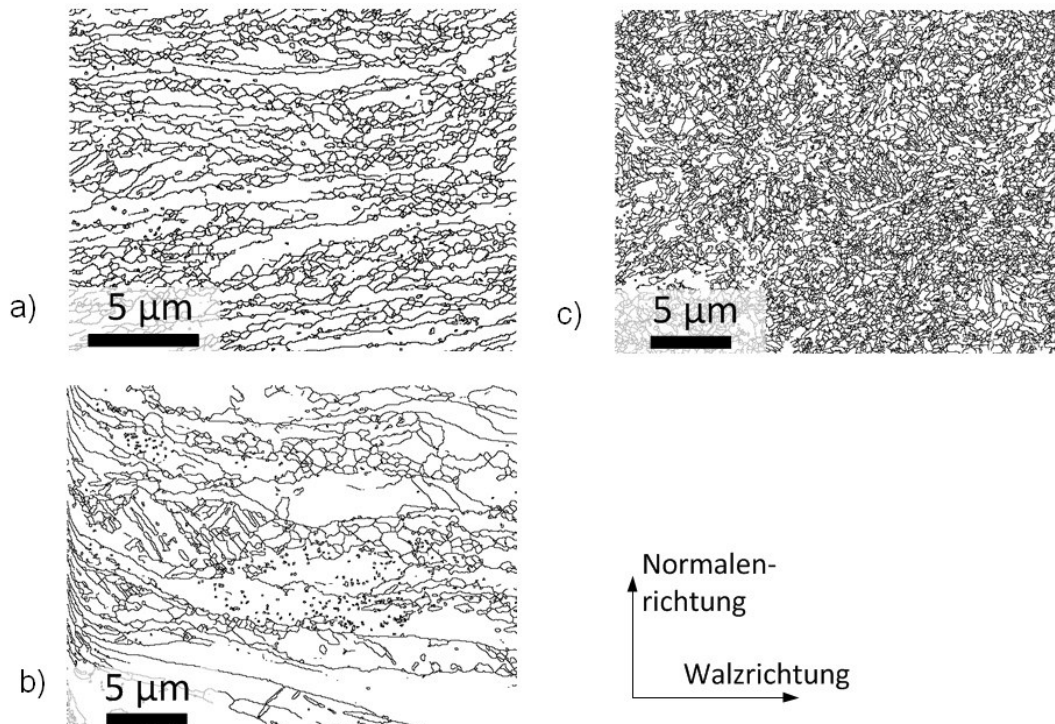 a)
5 µm
c)
5 µm
b)
5 µm
Normalen-
richtung
Walzrichtung